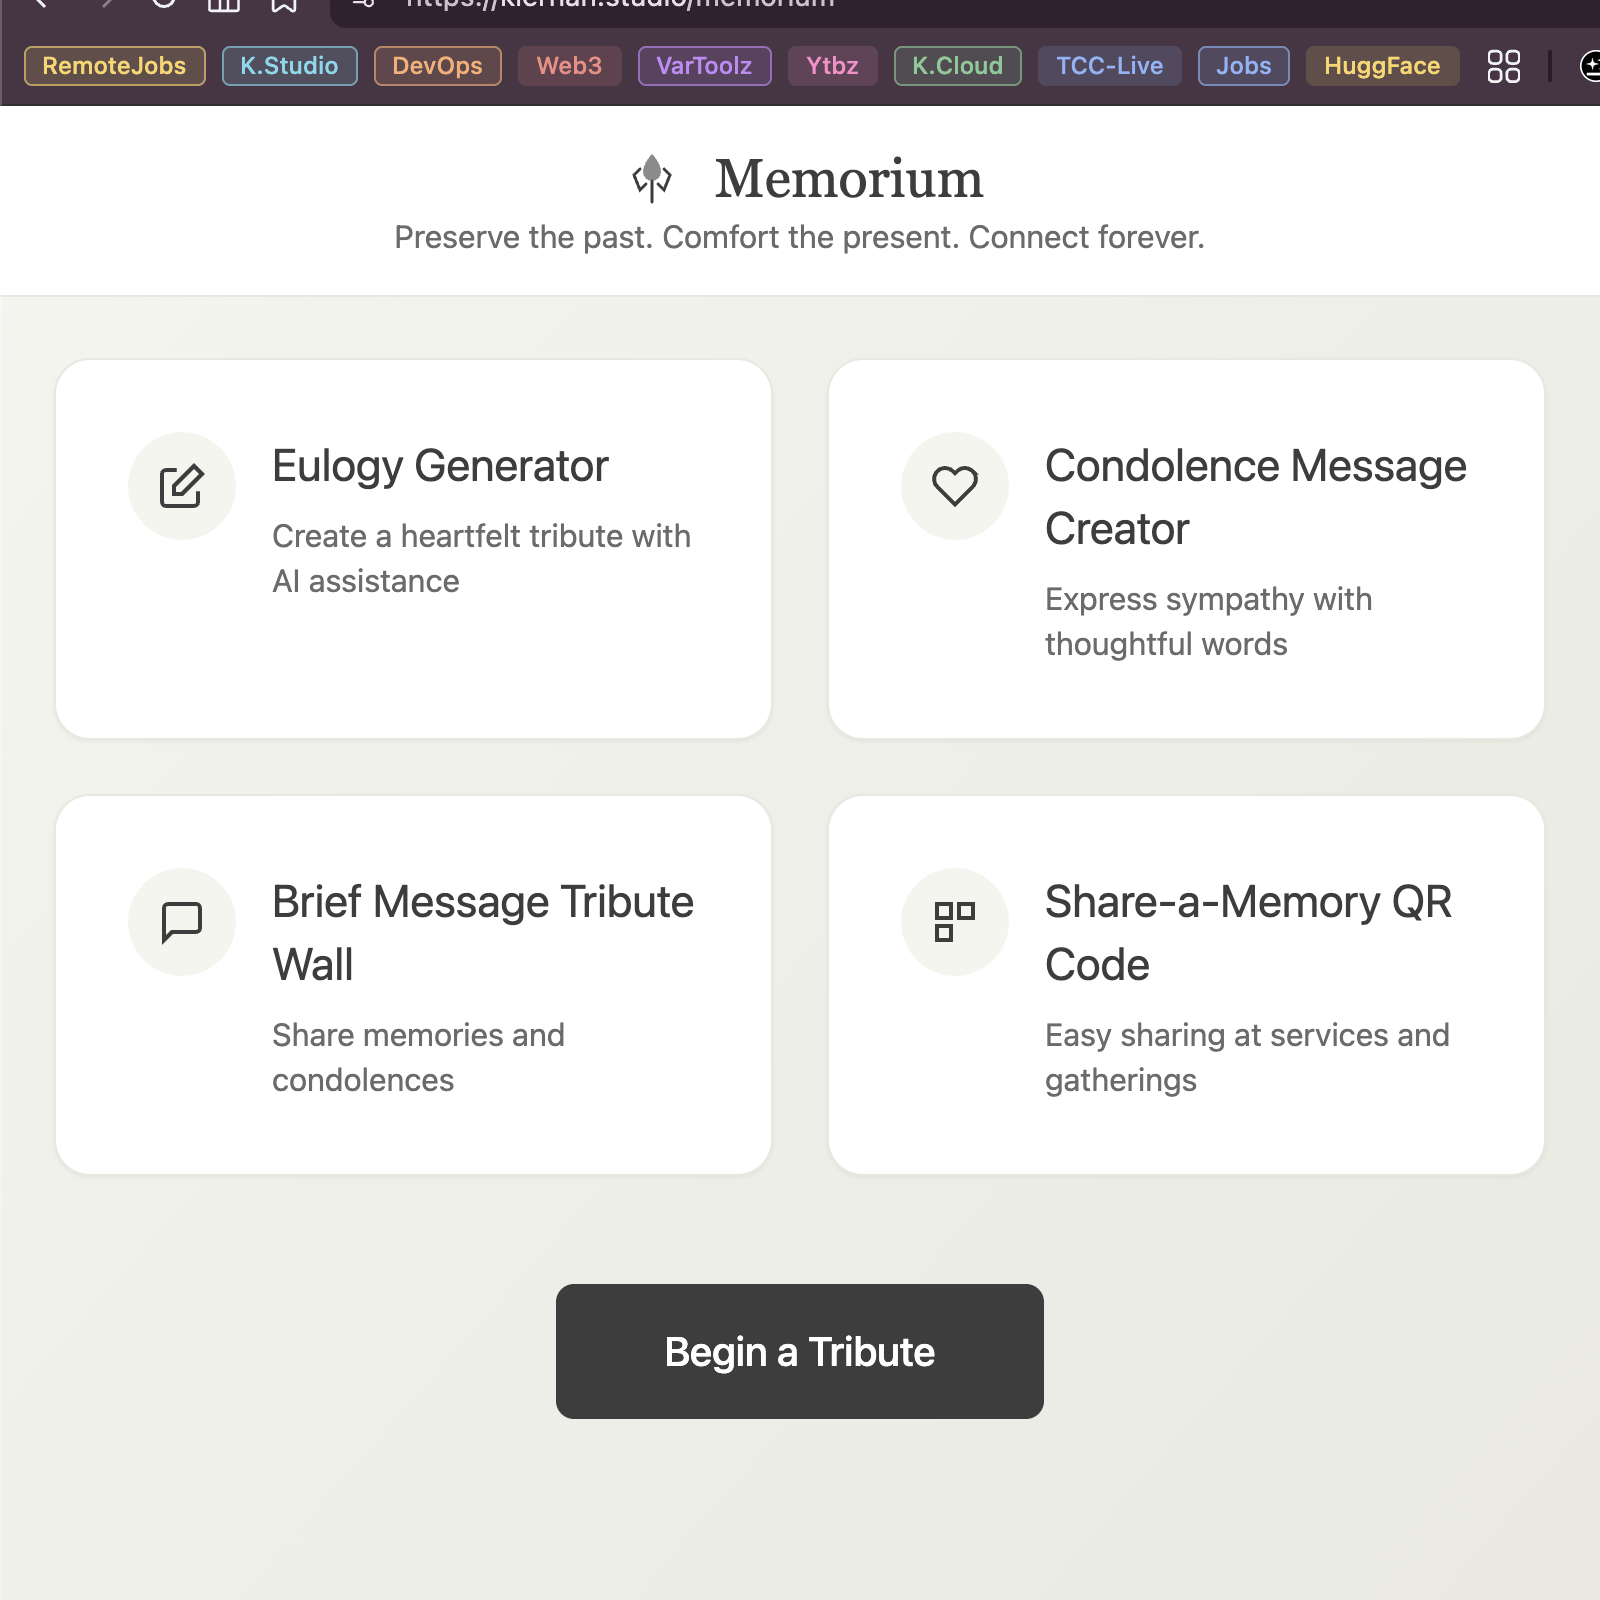 https://kiernan.studio/memorium
RemoteJobs K.Studio DevOps Web3 VarToolz Ytbz K.Cloud TCC-Live Jobs HuggFace
Memorium
Preserve the past. Comfort the present. Connect forever.
Eulogy Generator
Create a heartfelt tribute with
AI assistance
Condolence Message
Creator
Express sympathy with
thoughtful words
Brief Message Tribute
Wall
Share memories and
condolences
Share-a-Memory QR
Code
Easy sharing at services and
gatherings
Begin a Tribute